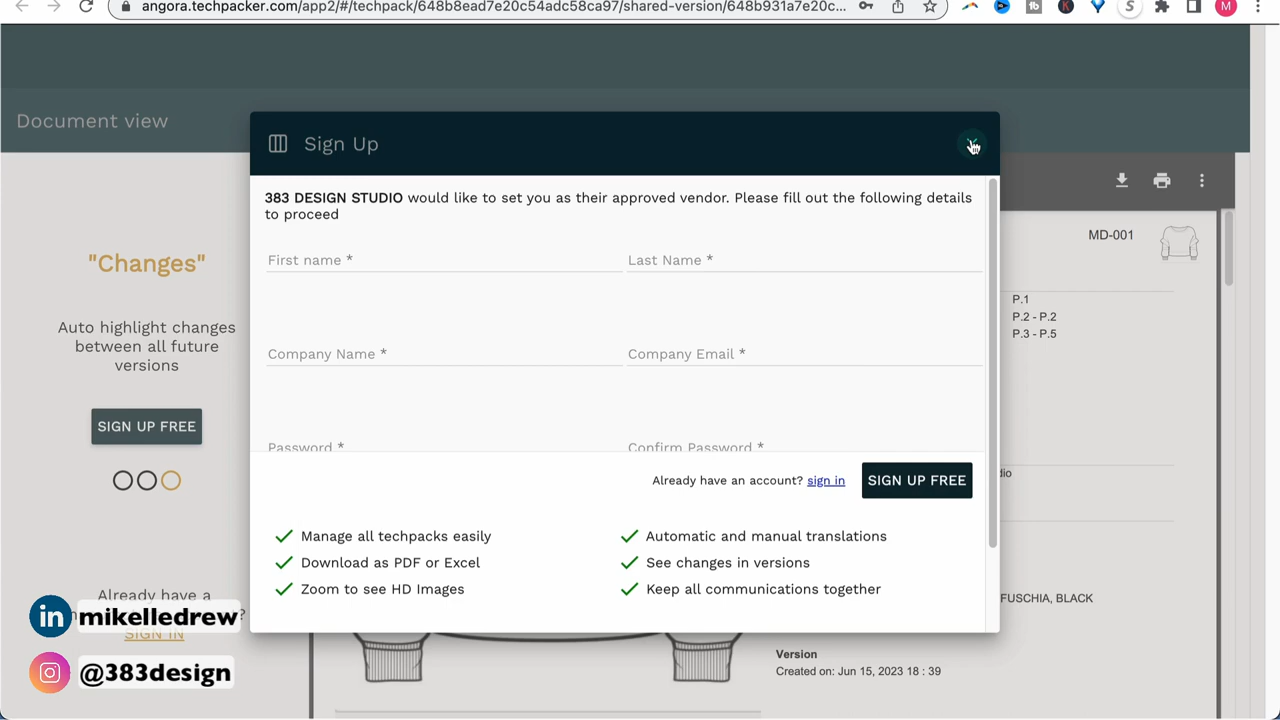 angora.techpacker.com/app2/#/techpack/648b8ead7e20c54adc58ca97/shared-version/648b931a7e20c...
M
Document view
Sign Up
383 DESIGN STUDIO would like to set you as their approved vendor. Please fill out the following details
to proceed
First name *
Last Name *
Company Name *
Company Email *
Password *
Confirm Password *
Already have an account? sign in
SIGN UP FREE
Manage all techpacks easily
Automatic and manual translations
Download as PDF or Excel
See changes in versions
Zoom to see HD Images
Keep all communications together
"Changes"
Auto highlight changes
between all future
versions
SIGN UP FREE
Already have a
?
SIGN IN
in mikelledrew
@383design
MD-001
P.1
P.2 - P.2
P.3 - P.5
FUSCHIA, BLACK
Version
Created on: Jun 15, 2023 18 : 39